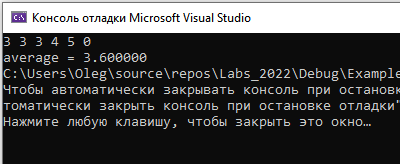 Консоль отладки Microsoft Visual Studio
3 3 3 4 5 0
average = 3.600000
C:\Users\Oleg\source\repos\Labs_2022\Debug\Example
Чтобы автоматически закрывать консоль при останов
томатически закрыть консоль при остановке отладки"
Нажмите любую клавишу, чтобы закрыть это окно…